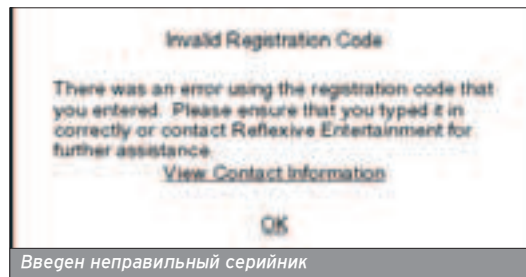 Invalid Registration Code
There was an error using the registration code that
you entered. Please ensure that you typed it in
correctly or contact Reflexive Entertainment for
further assistance.
View Contact Information
OK
Введен неправильный серийник